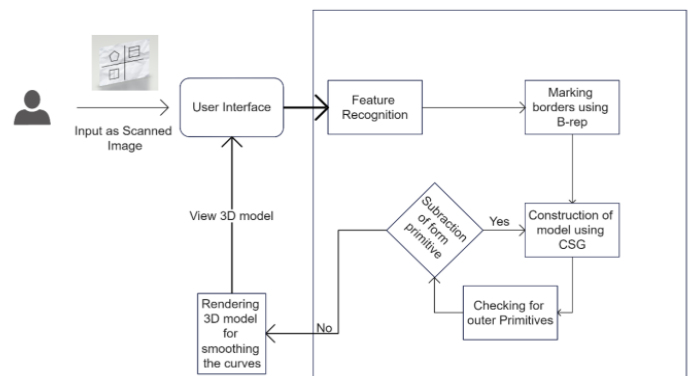 Input as Scanned
Image
User Interface
Feature
Recognition
Marking
borders using
B-rep
Subraction
of form
primitive
Yes
Construction of
model using
CSG
View 3D model
Checking for
outer Primitives
No
Rendering
3D model
for
smoothing
the curves